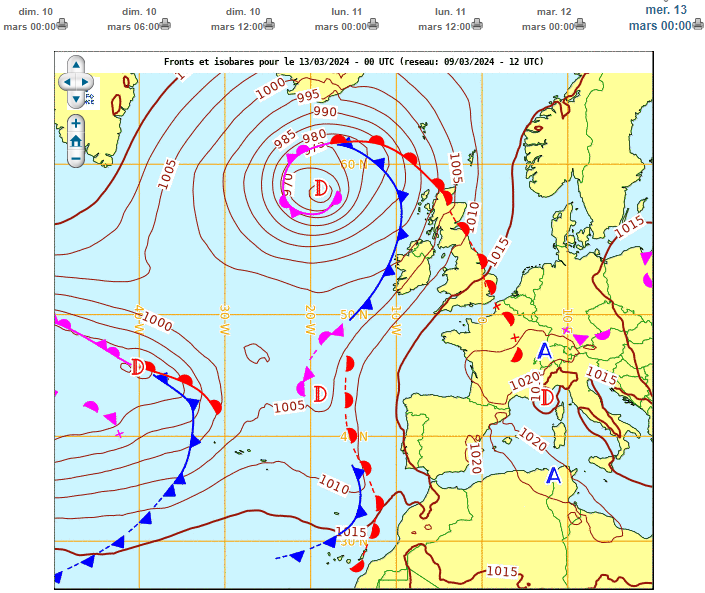 dim. 10 dim. 10 dim. 10 lun. 11 lun. 11 mar. 12 mer. 13
mars 00:00 mars 06:00 mars 12:00 mars 00:00 mars 12:00 mars 00:00 mars 00:00
Fronts et isobares pour le 13/03/2024 - 00 UTC (reseau: 09/03/2024 - 12 UTC)
1000
995
990
985
980
975
60 N
1005
1005
970
D
1010
1015
1015
1000
40 W
30 W
20 W
50 N
10 W
0
10 E
D
A
1020
1015
D
D
1005
40 N
1020
1020
A
1010
1015
30 N
1015